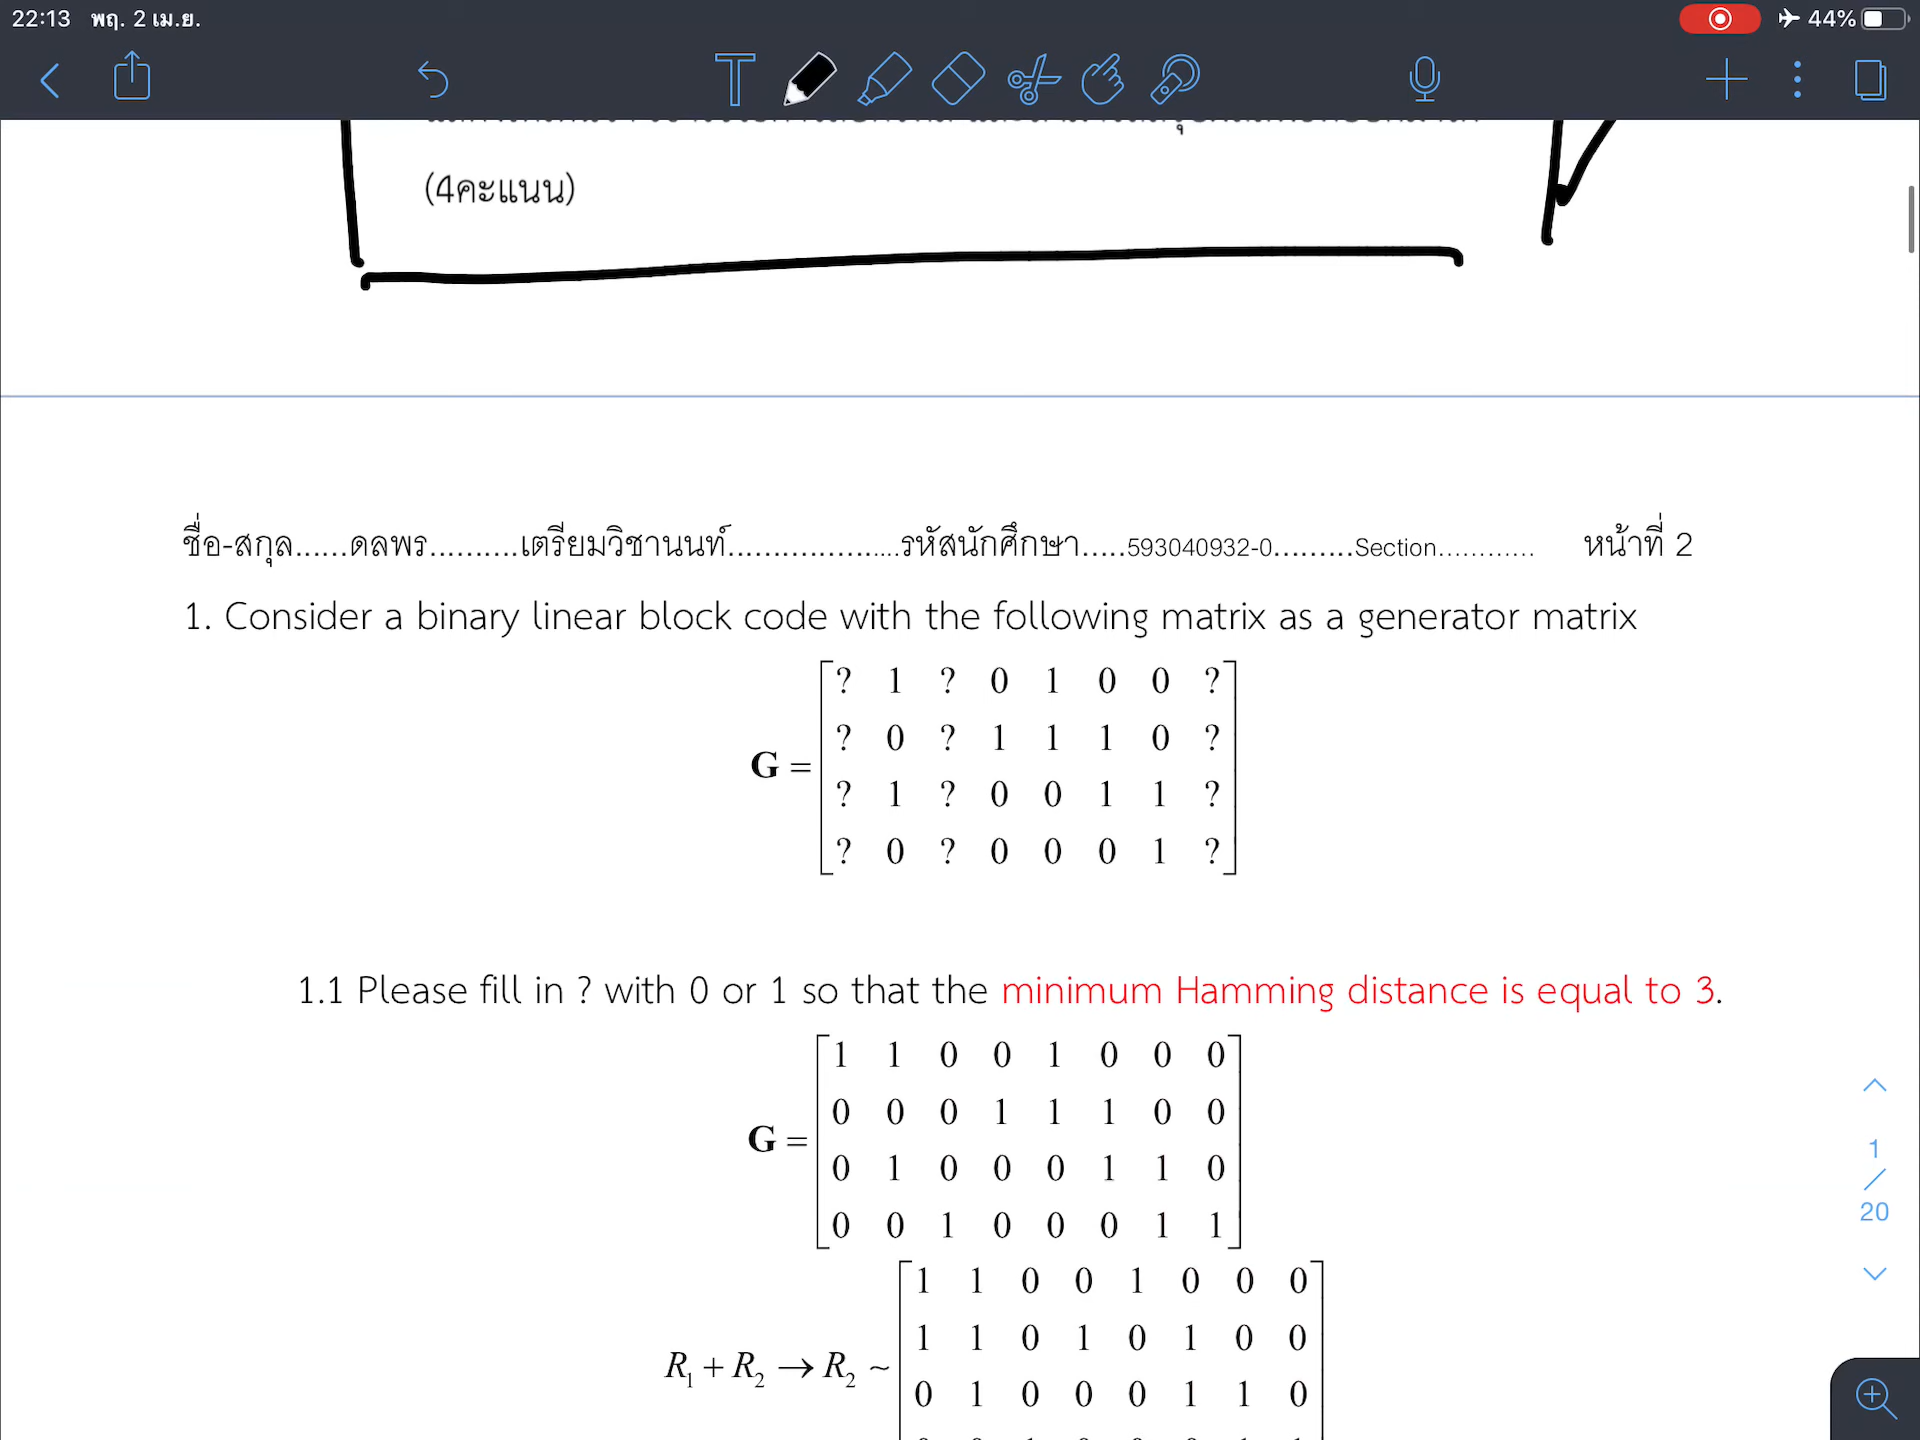 22:13 พฤ. 2 เม.ย. 44%
(4คะแนน)
ชื่อ-สกุล......ดลพร..........เตรียมวิชานนท์.....................รหัสนักศึกษา.....593040932-0.........Section............ หน้าที่ 2
1. Consider a binary linear block code with the following matrix as a generator matrix
? 1 ? 0 1 0 0 ?
? 0 ? 1 1 1 0 ?
G =
? 1 ? 0 0 1 1 ?
? 0 ? 0 0 0 1 ?
1.1 Please fill in ? with 0 or 1 so that the minimum Hamming distance is equal to 3.
1 1 0 0 1 0 0 0
0 0 0 1 1 1 0 0
G =
0 1 0 0 0 1 1 0
0 0 1 0 0 0 1 1
1 1 0 0 1 0 0 0
1 1 0 1 0 1 0 0
R₁ + R₂ → R₂ ~
0 1 0 0 0 1 1 0
1
/
20